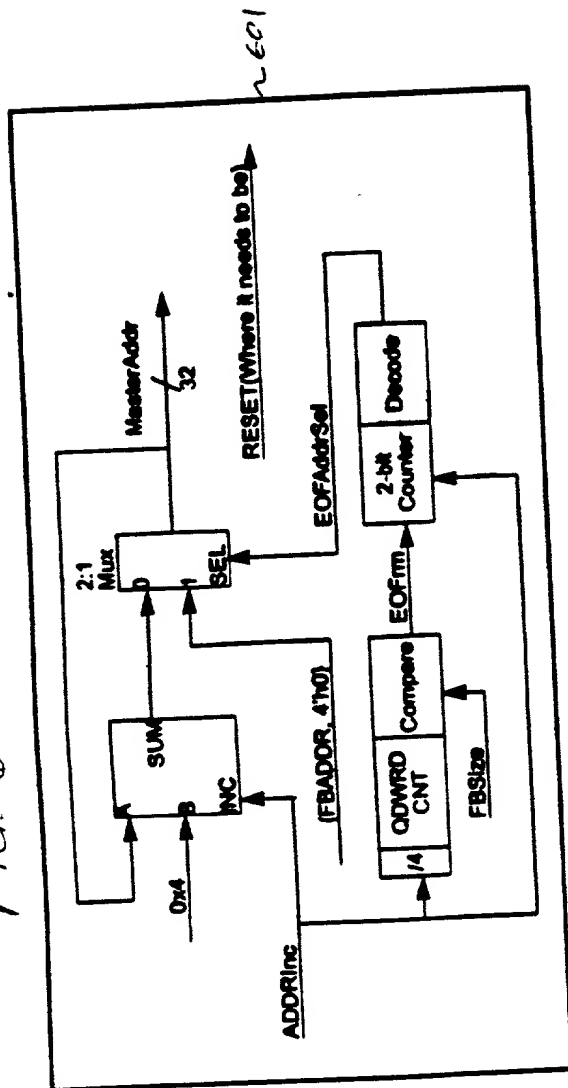 601
MasterAddr
32
RESET(Where it needs to be)
2:1
Mux
0
1
SEL
EOFAddrSel
2-bit
Counter
Decode
A
B
INC
SUM
0x4
(FBADDR, 4'h0)
EOFrm
ADDRInc
/4
QDWRD
CNT
Compare
FBSize